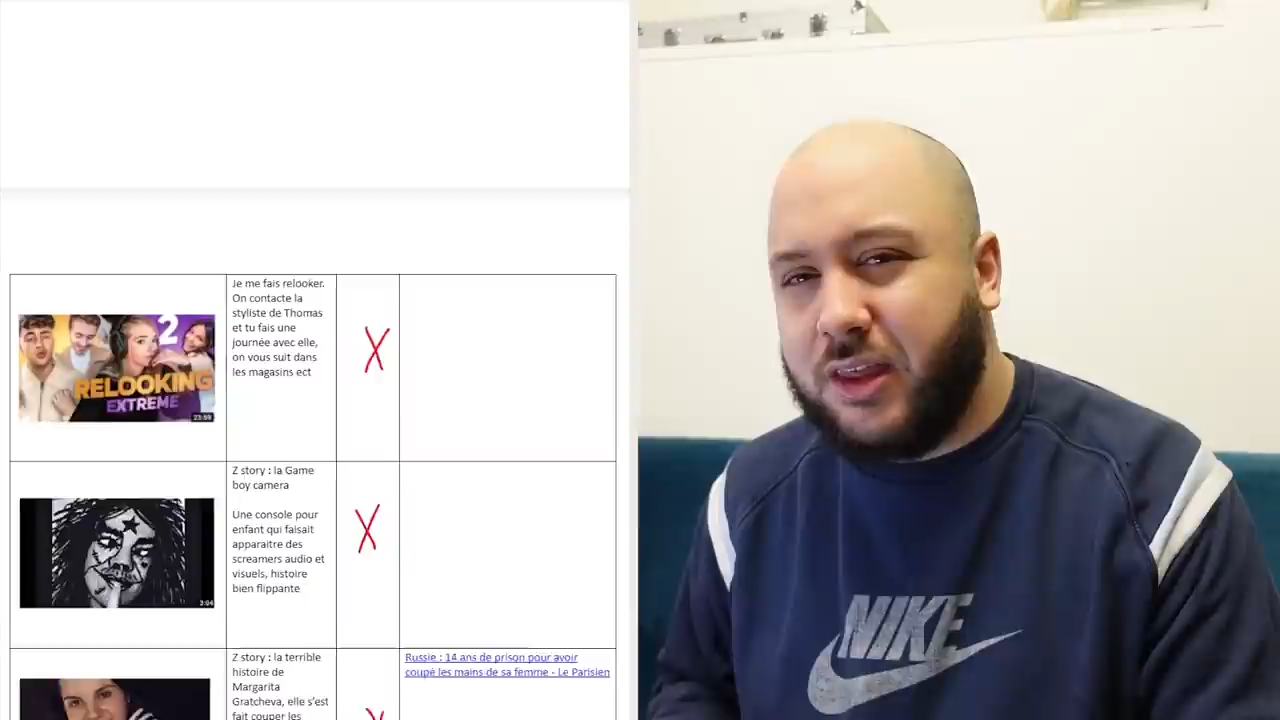 Je me fais relooker.
On contacte la
styliste de Thomas
et tu fais une
journée avec elle,
on vous suit dans
les magasins ect
2
RELOOKING
EXTREME
23:59
Z story : la Game
boy camera
Une console pour
enfant qui faisait
apparaitre des
screamers audio et
visuels, histoire
bien flippante
3:04
Z story : la terrible
histoire de
Margarita
Gratcheva, elle s'est
fait couper les
Russie : 14 ans de prison pour avoir
coupé les mains de sa femme - Le Parisien
NIKE